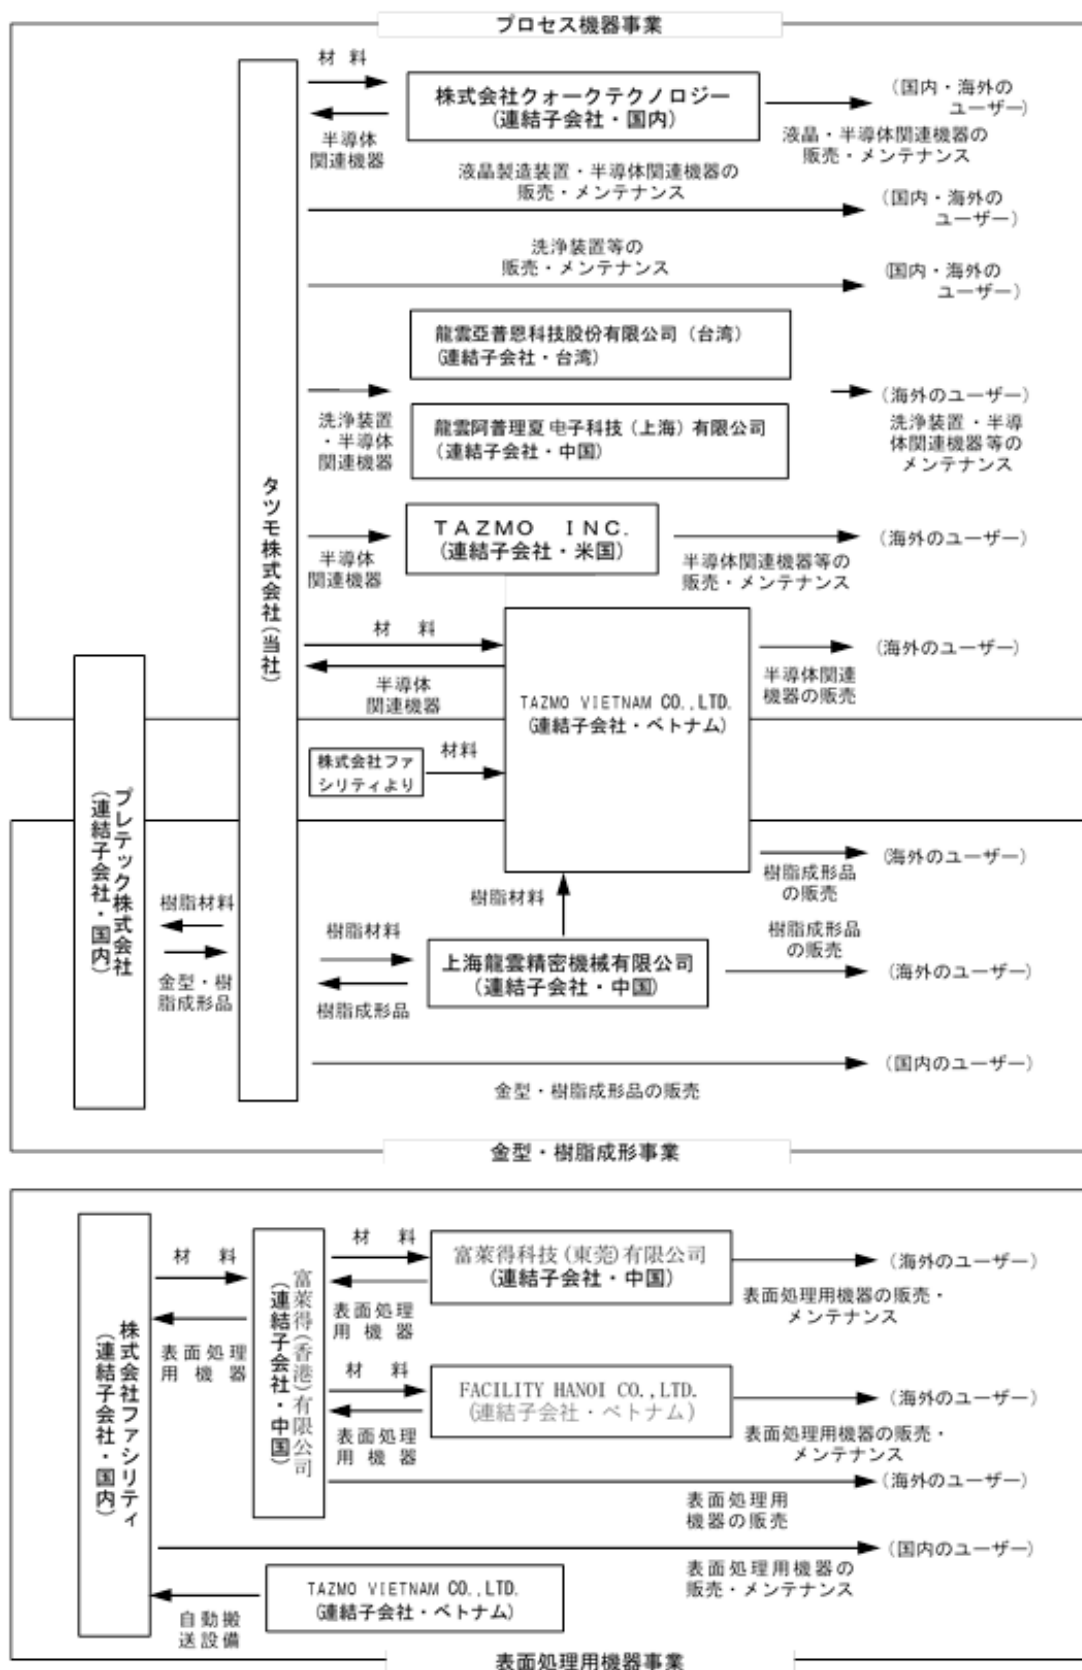 プロセス機器事業
材 料
株式会社クォークテクノロジー
(連結子会社・国内)
(国内・海外の
ユーザー)
半導体
関連機器
液晶・半導体関連機器の
販売・メンテナンス
液晶製造装置・半導体関連機器の
販売・メンテナンス
(国内・海外の
ユーザー)
洗浄装置等の
販売・メンテナンス
(国内・海外の
ユーザー)
龍雲亞普恩科技股份有限公司(台湾)
(連結子会社・台湾)
(海外のユーザー)
洗浄装置
・半導体
関連機器
龍雲阿普理夏电子科技(上海)有限公司
(連結子会社・中国)
洗浄装置・半導
体関連機器等の
メンテナンス
タツモ株式会社(当社)
TAZMO INC.
(連結子会社・米国)
(海外のユーザー)
半導体
関連機器
半導体関連機器等の
販売・メンテナンス
材 料
(海外のユーザー)
半導体
関連機器
半導体関連
機器の販売
TAZMO VIETNAM CO.,LTD.
(連結子会社・ベトナム)
株式会社ファ
シリティより
材料
プレテック株式会社
(連結子会社・国内)
(海外のユーザー)
樹脂成形品
の販売
樹脂材料
樹脂材料
金型・樹
脂成形品
樹脂材料
樹脂成形品
上海龍雲精密機械有限公司
(連結子会社・中国)
樹脂成形品
の販売
(海外のユーザー)
(国内のユーザー)
金型・樹脂成形品の販売
金型・樹脂成形事業
株式会社ファシリティ
(連結子会社・国内)
材 料
表面処理
用機器
富莱得(香港)有限公司
(連結子会社・中国)
材 料
表面処理
用機器
富莱得科技(東莞)有限公司
(連結子会社・中国)
(海外のユーザー)
表面処理用機器の販売・
メンテナンス
材 料
表面処理
用機器
FACILITY HANOI CO.,LTD.
(連結子会社・ベトナム)
(海外のユーザー)
表面処理用機器の販売・
メンテナンス
(海外のユーザー)
表面処理用
機器の販売
(国内のユーザー)
表面処理用機器の
販売・メンテナンス
TAZMO VIETNAM CO.,LTD.
(連結子会社・ベトナム)
自動搬
送設備
表面処理用機器事業